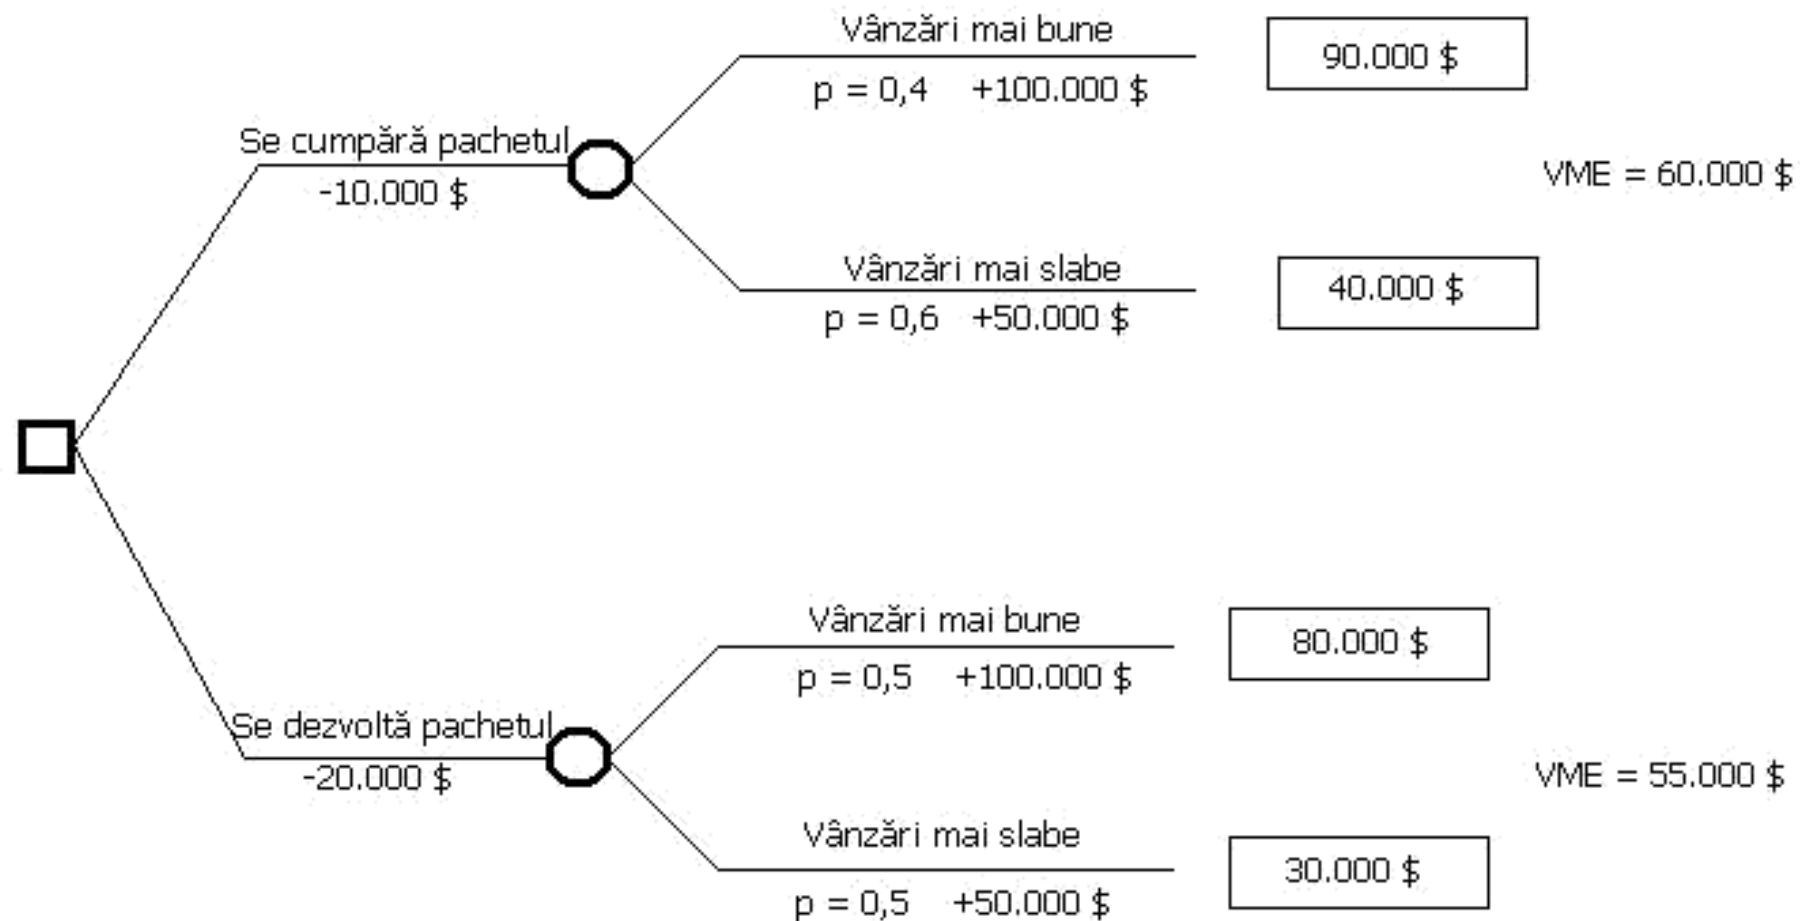 Vânzări mai bune
90.000 $
p = 0,4 +100.000 $
Se cumpără pachetul
-10.000 $
VME = 60.000 $
Vânzări mai slabe
40.000 $
p = 0,6 +50.000 $
Vânzări mai bune
80.000 $
p = 0,5 +100.000 $
Se dezvoltă pachetul
-20.000 $
VME = 55.000 $
Vânzări mai slabe
30.000 $
p = 0,5 +50.000 $